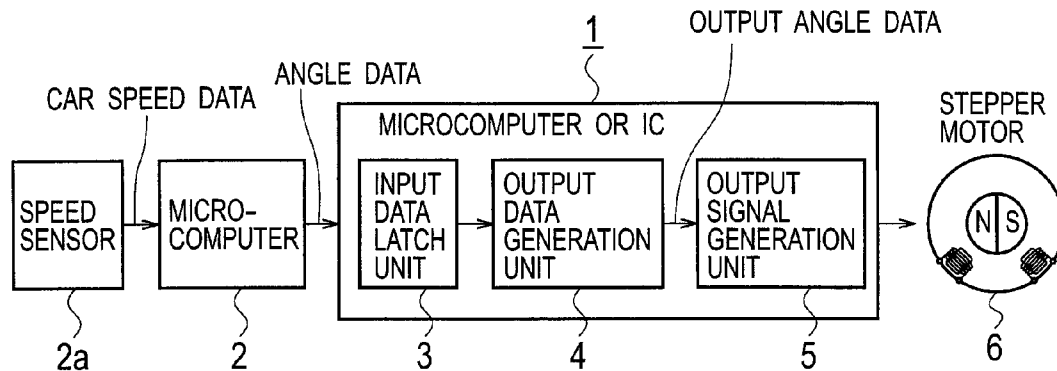 1
OUTPUT ANGLE DATA
ANGLE DATA
CAR SPEED DATA
MICROCOMPUTER OR IC
STEPPER
MOTOR
SPEED
SENSOR
MICRO-
COMPUTER
INPUT
DATA
LATCH
UNIT
OUTPUT
DATA
GENERATION
UNIT
OUTPUT
SIGNAL
GENERATION
UNIT
N S
2a
2
3
4
5
6